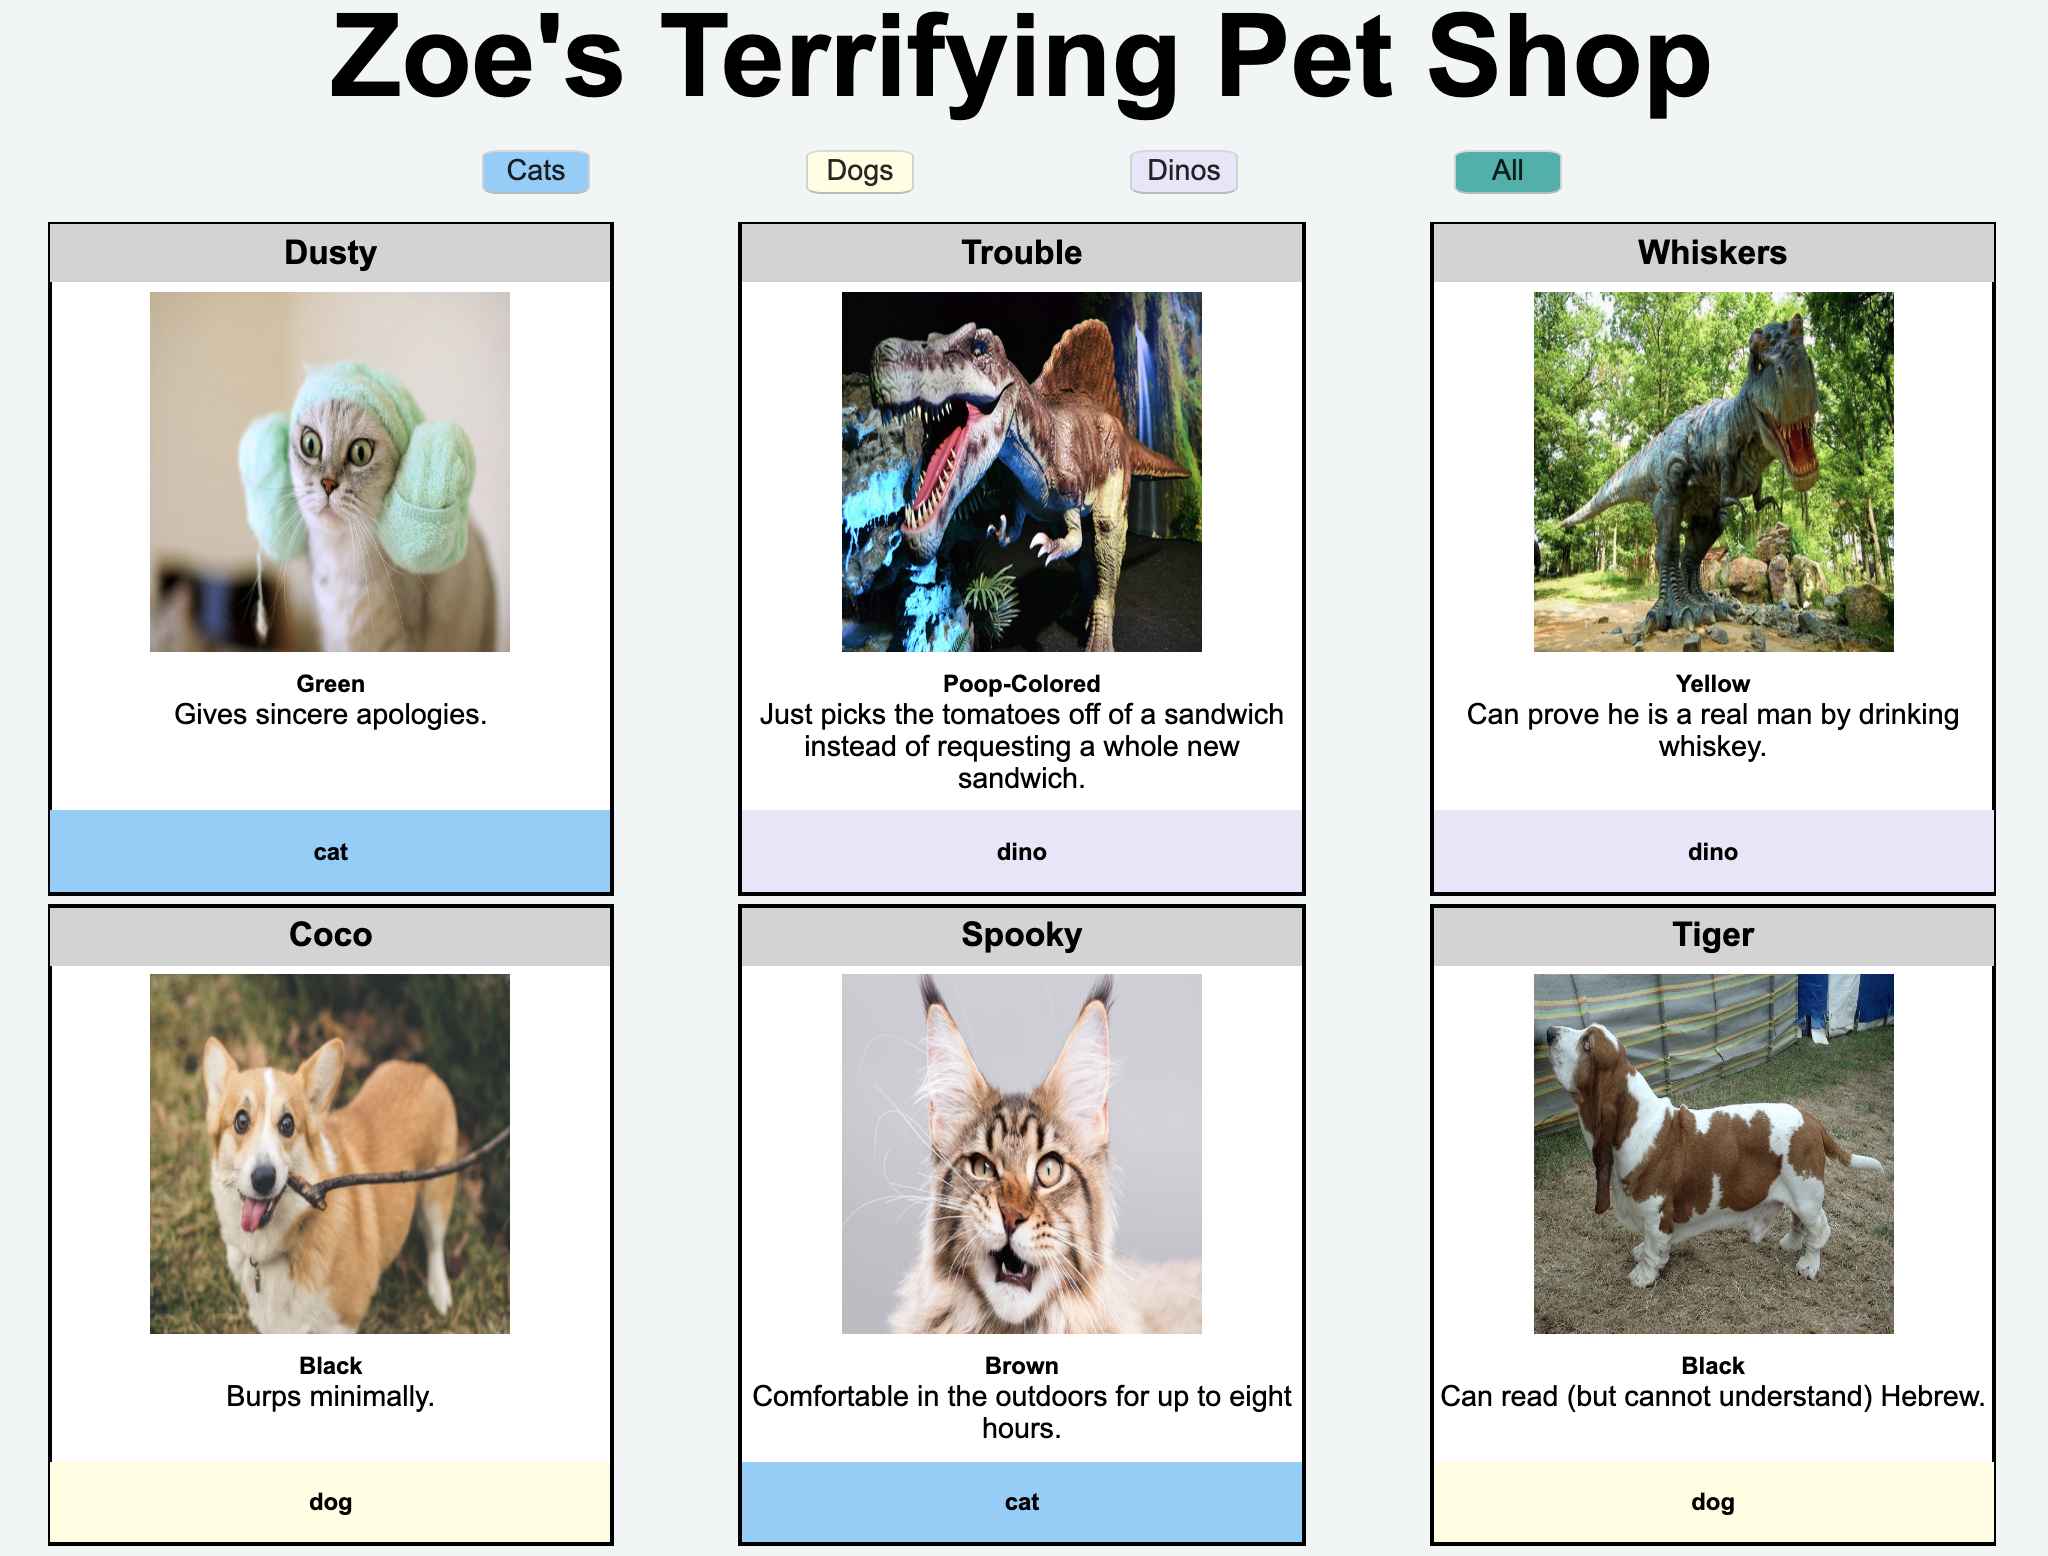 Zoe's Terrifying Pet Shop
Cats
Dogs
Dinos
All
Dusty
Green
Gives sincere apologies.
cat
Trouble
Poop-Colored
Just picks the tomatoes off of a sandwich
instead of requesting a whole new
sandwich.
dino
Whiskers
Yellow
Can prove he is a real man by drinking
whiskey.
dino
Coco
Black
Burps minimally.
dog
Spooky
Brown
Comfortable in the outdoors for up to eight
hours.
cat
Tiger
Black
Can read (but cannot understand) Hebrew.
dog